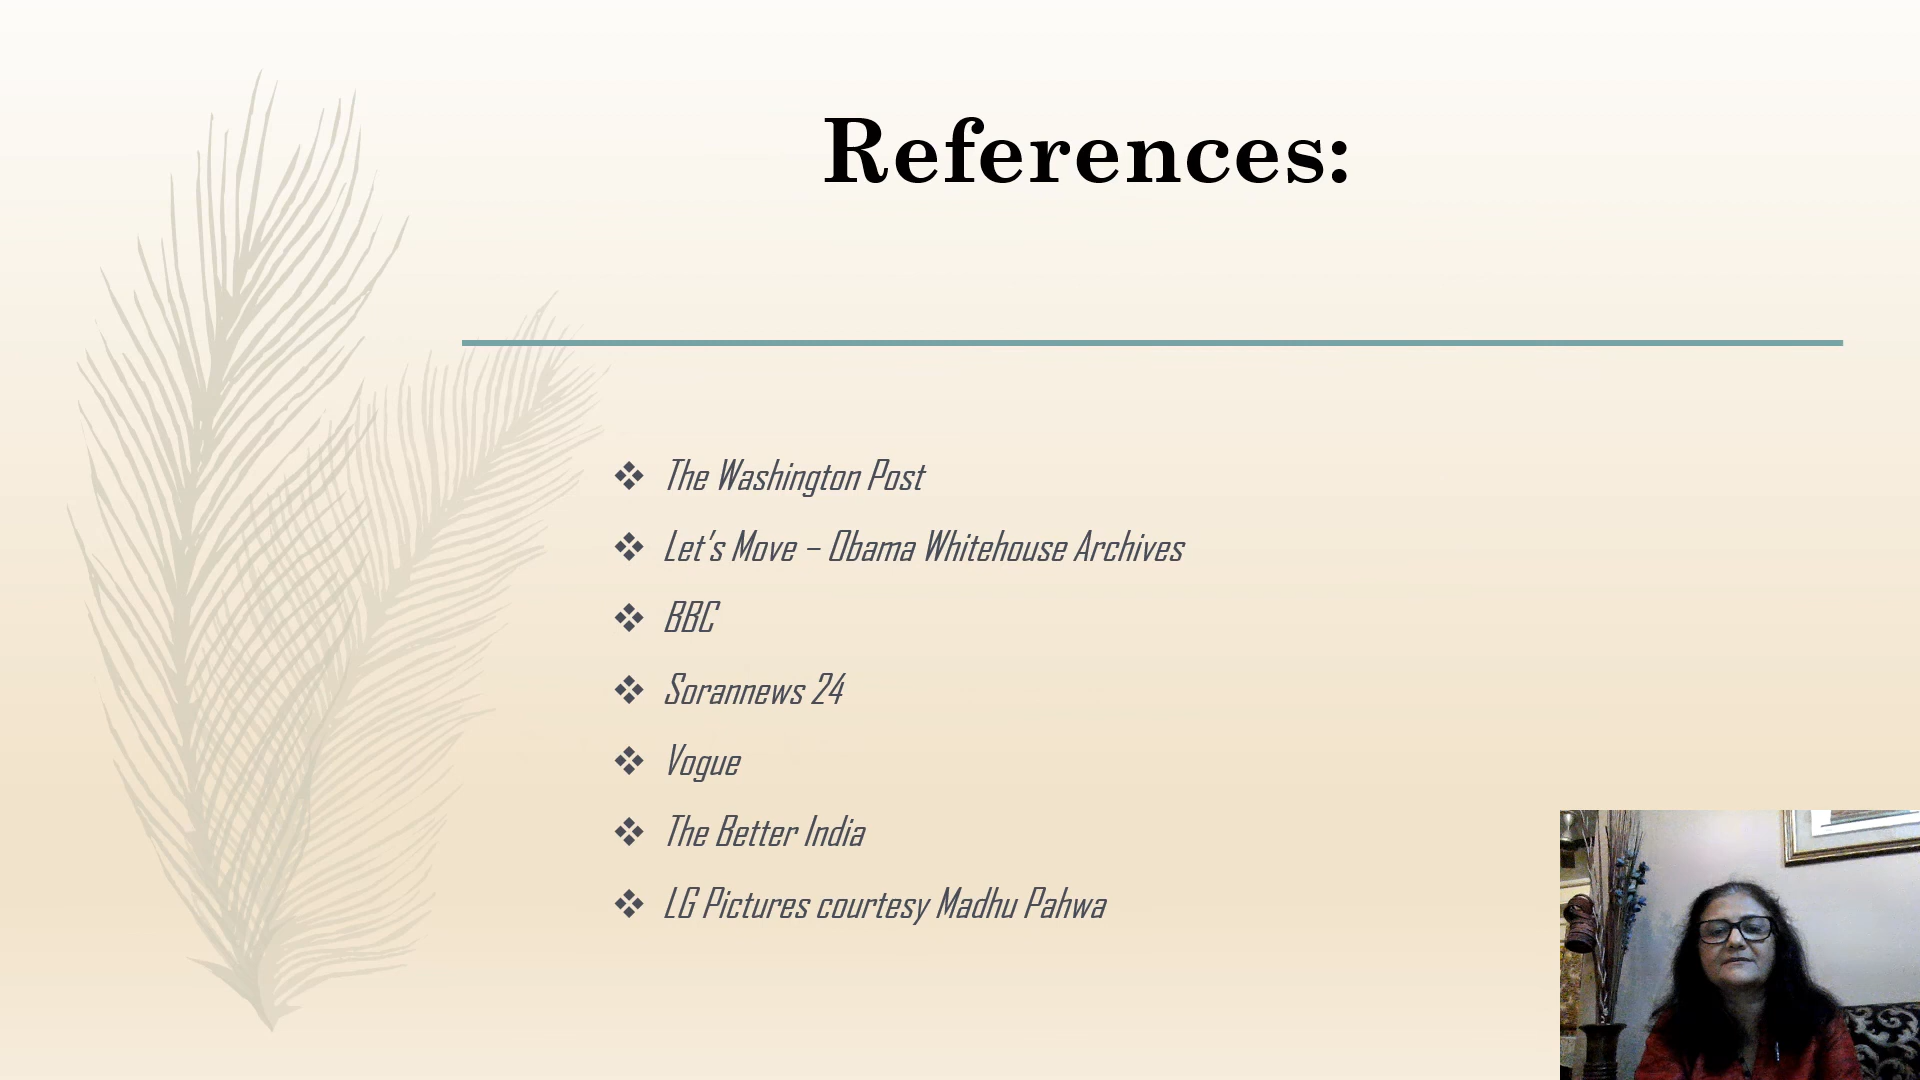 References:
❖ The Washington Post
❖ Let's Move – Obama Whitehouse Archives
❖ BBC
❖ Sorannews 24
❖ Vogue
❖ The Better India
❖ LG Pictures courtesy Madhu Pahwa